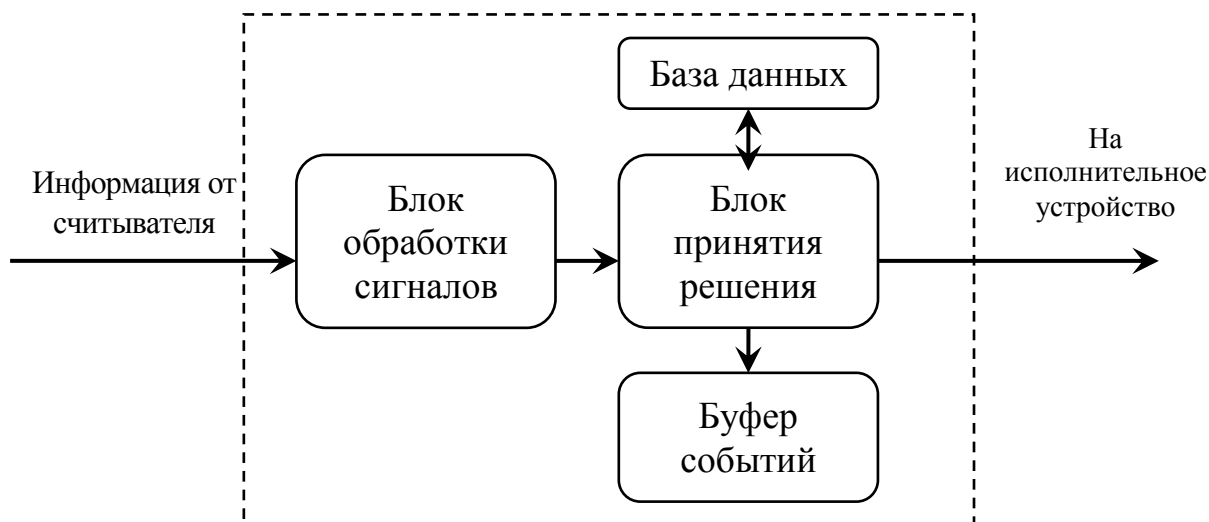 База данных
Информация от
считывателя
Блок
обработки
сигналов
Блок
принятия
решения
На
исполнительное
устройство
Буфер
событий